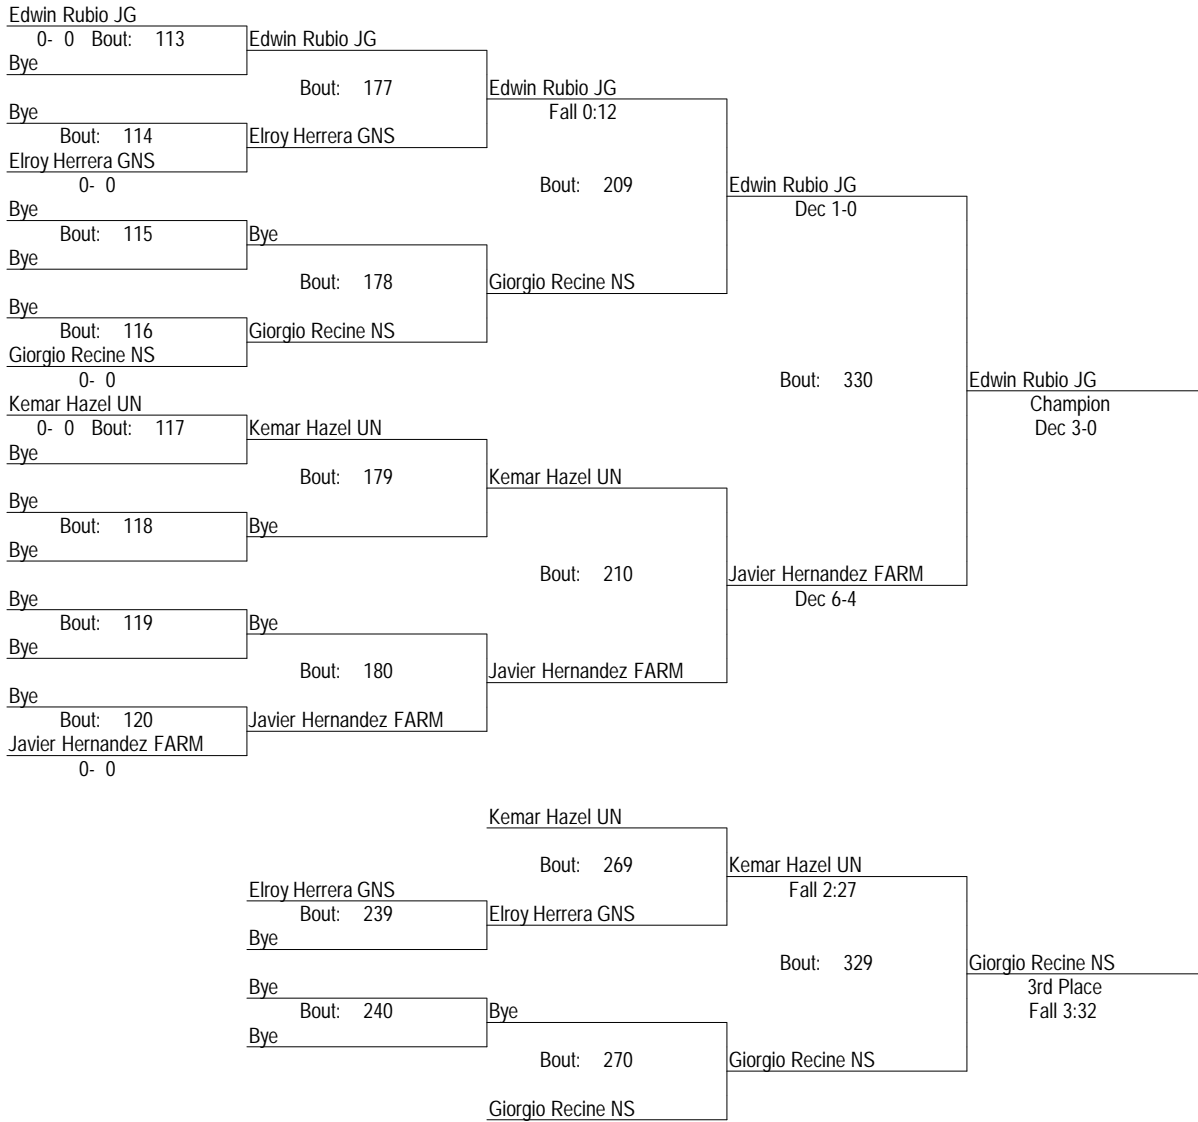 Edwin Rubio JG
0- 0 Bout: 113
Edwin Rubio JG
Bye
Bout: 177
Edwin Rubio JG
Bye
Fall 0:12
Bout: 114
Elroy Herrera GNS
Elroy Herrera GNS
0- 0
Bout: 209
Edwin Rubio JG
Bye
Dec 1-0
Bout: 115
Bye
Bye
Bout: 178
Giorgio Recine NS
Bye
Bout: 116
Giorgio Recine NS
Giorgio Recine NS
0- 0
Bout: 330
Edwin Rubio JG
Kemar Hazel UN
Champion
0- 0 Bout: 117
Kemar Hazel UN
Dec 3-0
Bye
Bout: 179
Kemar Hazel UN
Bye
Bout: 118
Bye
Bye
Bout: 210
Javier Hernandez FARM
Bye
Dec 6-4
Bout: 119
Bye
Bye
Bout: 180
Javier Hernandez FARM
Bye
Bout: 120
Javier Hernandez FARM
Javier Hernandez FARM
0- 0
Kemar Hazel UN
Bout: 269
Kemar Hazel UN
Elroy Herrera GNS
Fall 2:27
Bout: 239
Elroy Herrera GNS
Bye
Bout: 329
Giorgio Recine NS
Bye
3rd Place
Bout: 240
Bye
Fall 3:32
Bye
Bout: 270
Giorgio Recine NS
Giorgio Recine NS